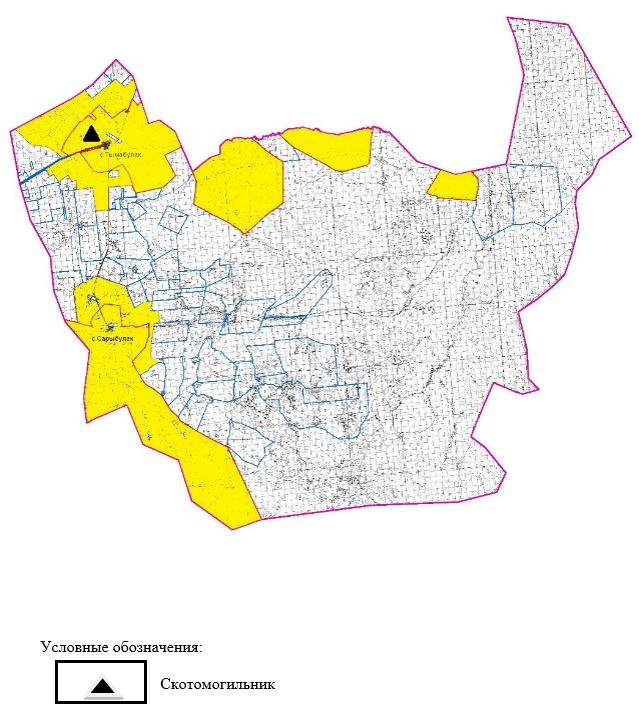 с.Тымабулак
с.Сарыбулак
Условные обозначения:
Скотомогильник